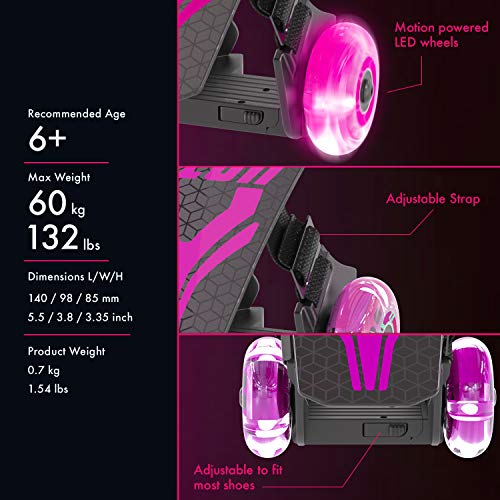 Recommended Age
6+
Max Weight
60 kg
132 lbs
Dimensions L/W/H
140 / 98 / 85 mm
5.5 / 3.8 / 3.35 inch
Product Weight
0.7 kg
1.54 lbs
Motion powered
LED wheels
Adjustable Strap
Adjustable to fit
most shoes